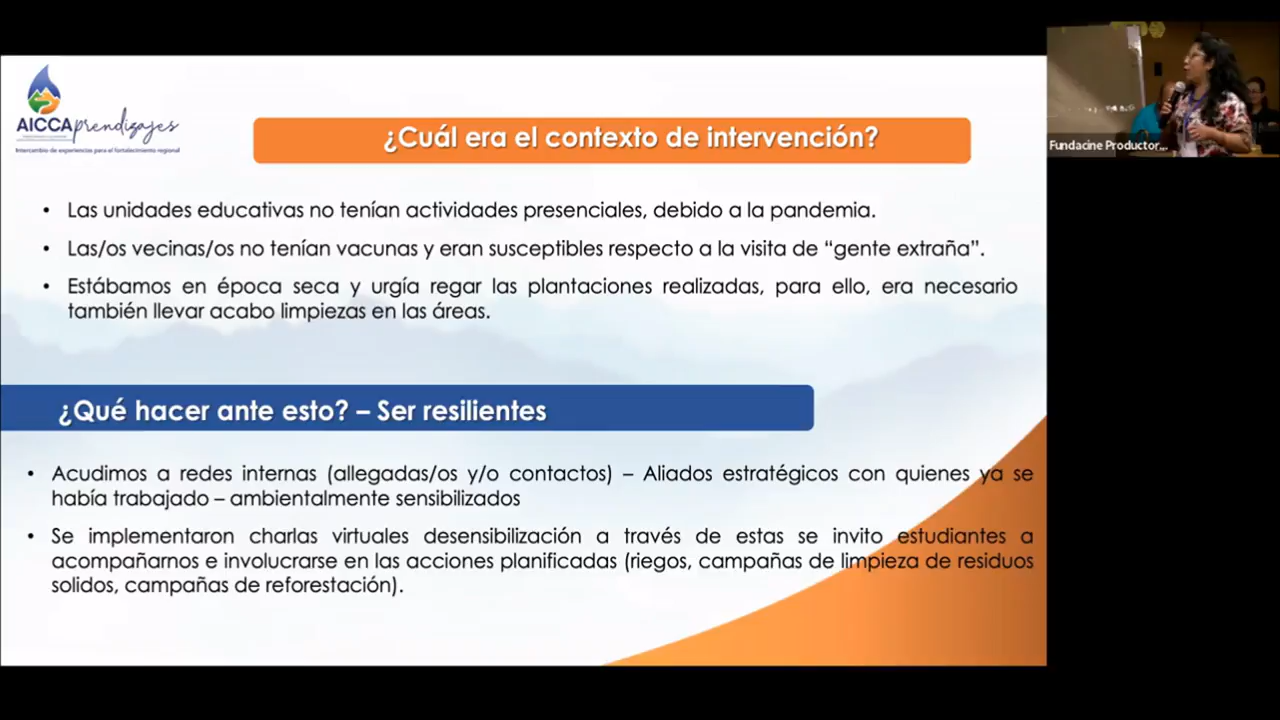 AICCAprendizajes
Intercambio de experiencias para el fortalecimiento regional
¿Cuál era el contexto de intervención?
Fundacine Productor...
• Las unidades educativas no tenían actividades presenciales, debido a la pandemia.
• Las/os vecinas/os no tenían vacunas y eran susceptibles respecto a la visita de “gente extraña”.
• Estábamos en época seca y urgía regar las plantaciones realizadas, para ello, era necesario
también llevar acabo limpiezas en las áreas.
¿Qué hacer ante esto? – Ser resilientes
• Acudimos a redes internas (allegadas/os y/o contactos) – Aliados estratégicos con quienes ya se
había trabajado – ambientalmente sensibilizados
• Se implementaron charlas virtuales desensibilización a través de estas se invito estudiantes a
acompañarnos e involucrarse en las acciones planificadas (riegos, campañas de limpieza de residuos
solidos, campañas de reforestación).